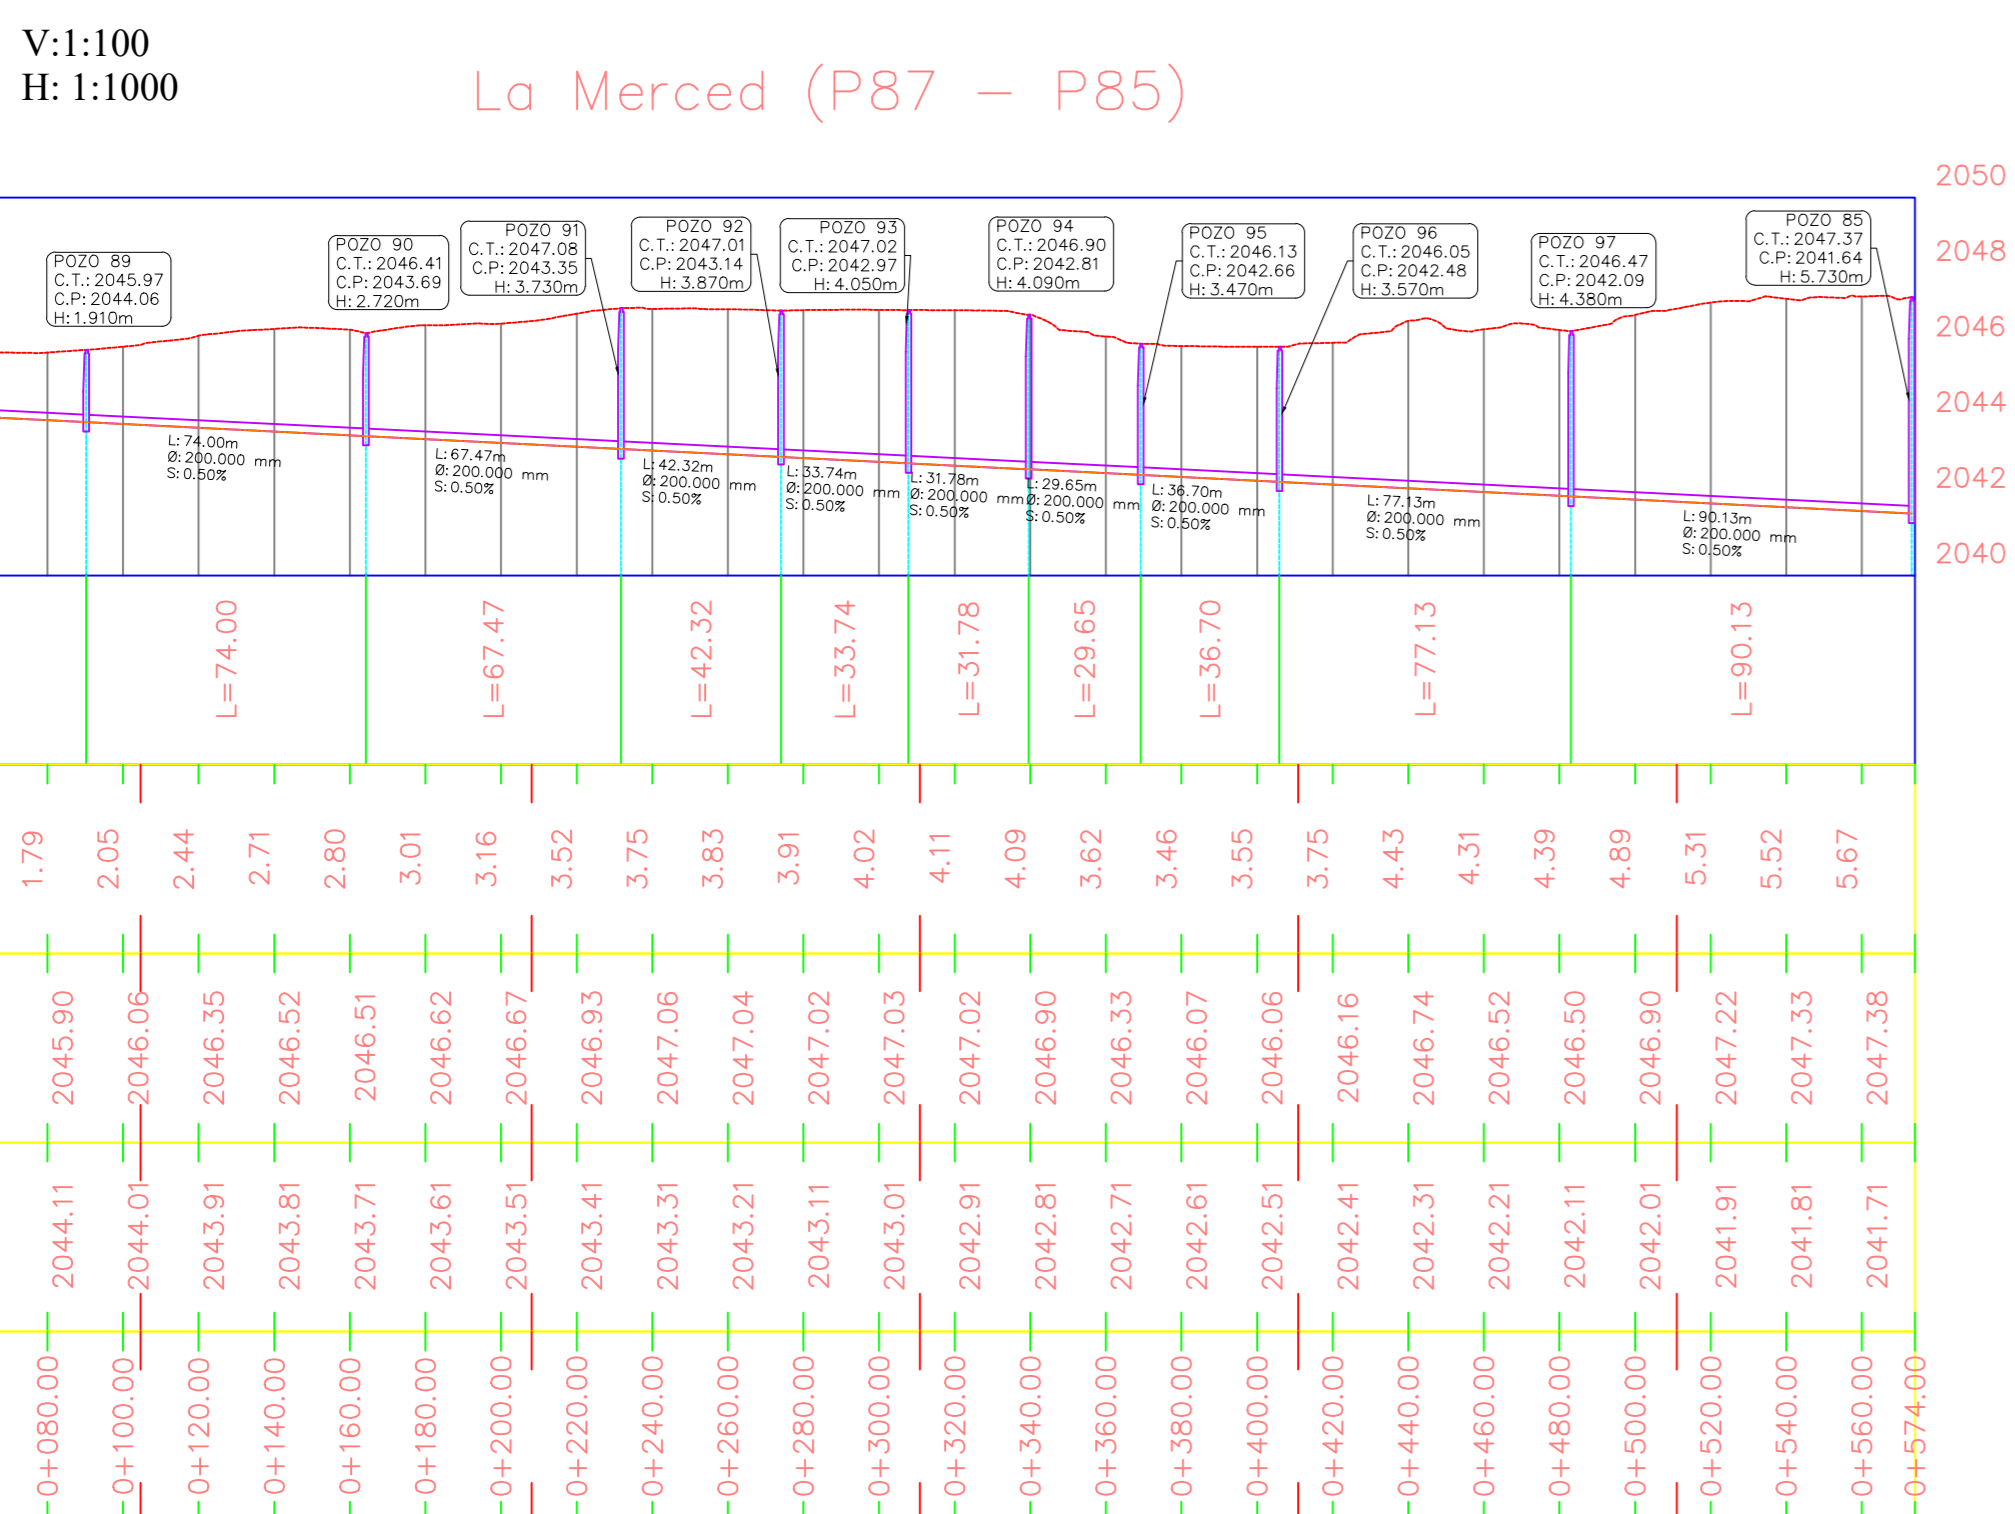 V:1:100
H: 1:1000
La Merced (P87 - P85)
2050
2048
2046
2044
2042
2040
POZO 89
C.T.: 2045.97
C.P: 2044.06
H: 1.910m
POZO 90
C.T.: 2046.41
C.P: 2043.69
H: 2.720m
POZO 91
C.T.: 2047.08
C.P: 2043.35
H: 3.730m
POZO 92
C.T.: 2047.01
C.P: 2043.14
H: 3.870m
POZO 93
C.T.: 2047.02
C.P: 2042.97
H: 4.050m
POZO 94
C.T.: 2046.90
C.P: 2042.81
H: 4.090m
POZO 95
C.T.: 2046.13
C.P: 2042.66
H: 3.470m
POZO 96
C.T.: 2046.05
C.P: 2042.48
H: 3.570m
POZO 97
C.T.: 2046.47
C.P: 2042.09
H: 4.380m
POZO 85
C.T.: 2047.37
C.P: 2041.64
H: 5.730m
L: 74.00m
Ø: 200.000 mm
S: 0.50%
L: 67.47m
Ø: 200.000 mm
S: 0.50%
L: 42.32m
Ø: 200.000 mm
S: 0.50%
L: 33.74m
Ø: 200.000 mm
S: 0.50%
L: 31.78m
Ø: 200.000 mm
S: 0.50%
L: 29.65m
Ø: 200.000 mm
S: 0.50%
L: 36.70m
Ø: 200.000 mm
S: 0.50%
L: 77.13m
Ø: 200.000 mm
S: 0.50%
L: 90.13m
Ø: 200.000 mm
S: 0.50%
L=74.00
L=67.47
L=42.32
L=33.74
L=31.78
L=29.65
L=36.70
L=77.13
L=90.13
1.79
2.05
2.44
2.71
2.80
3.01
3.16
3.52
3.75
3.83
3.91
4.02
4.11
4.09
3.62
3.46
3.55
3.75
4.43
4.31
4.39
4.89
5.31
5.52
5.67
2045.90
2046.06
2046.35
2046.52
2046.51
2046.62
2046.67
2046.93
2047.06
2047.04
2047.02
2047.03
2047.02
2046.90
2046.33
2046.07
2046.06
2046.16
2046.74
2046.52
2046.50
2046.90
2047.22
2047.33
2047.38
2044.11
2044.01
2043.91
2043.81
2043.71
2043.61
2043.51
2043.41
2043.31
2043.21
2043.11
2043.01
2042.91
2042.81
2042.71
2042.61
2042.51
2042.41
2042.31
2042.21
2042.11
2042.01
2041.91
2041.81
2041.71
0+080.00
0+100.00
0+120.00
0+140.00
0+160.00
0+180.00
0+200.00
0+220.00
0+240.00
0+260.00
0+280.00
0+300.00
0+320.00
0+340.00
0+360.00
0+380.00
0+400.00
0+420.00
0+440.00
0+460.00
0+480.00
0+500.00
0+520.00
0+540.00
0+560.00
0+574.00